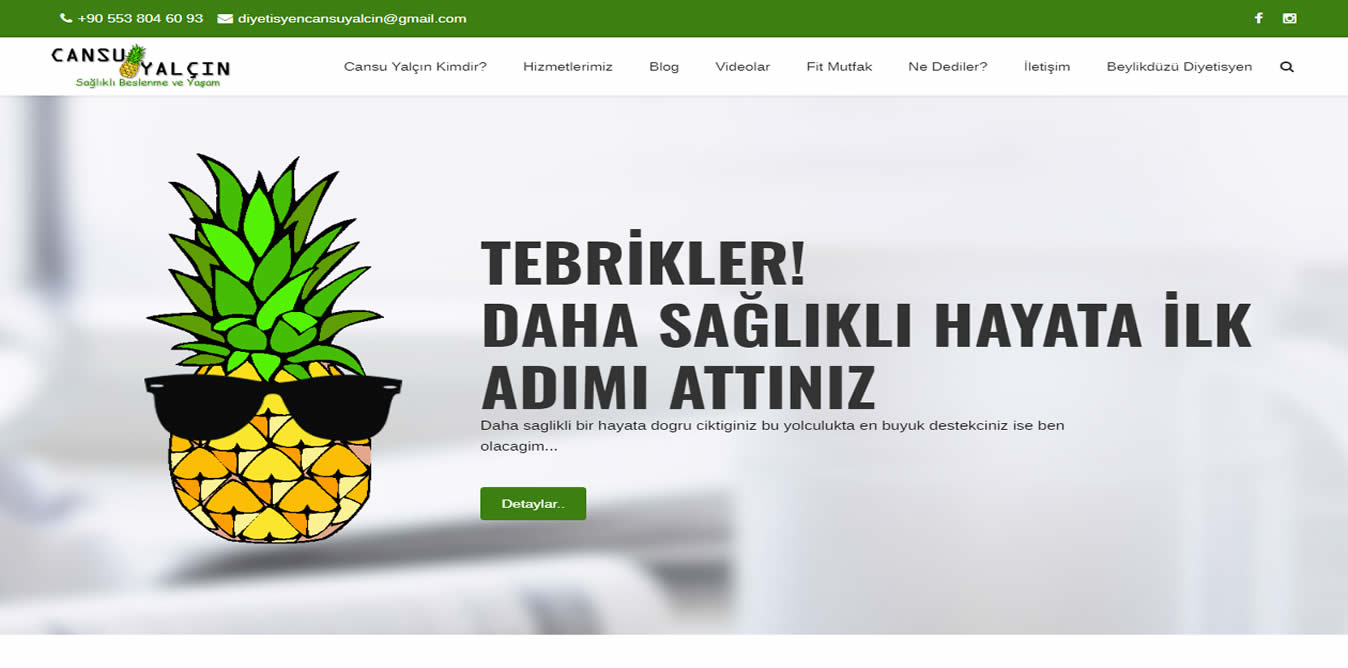 +90 553 804 60 93 diyetisyencansuyalcin@gmail.com
CANSU YALÇIN
Sağlıklı Beslenme ve Yaşam
Cansu Yalçın Kimdir? Hizmetlerimiz Blog Videolar Fit Mutfak Ne Dediler? İletişim Beylikdüzü Diyetisyen
TEBRİKLER!
DAHA SAĞLIKLI HAYATA İLK
ADIMI ATTINIZ
Daha saglikli bir hayata dogru ciktiginiz bu yolculukta en buyuk destekciniz ise ben
olacagim...
Detaylar..